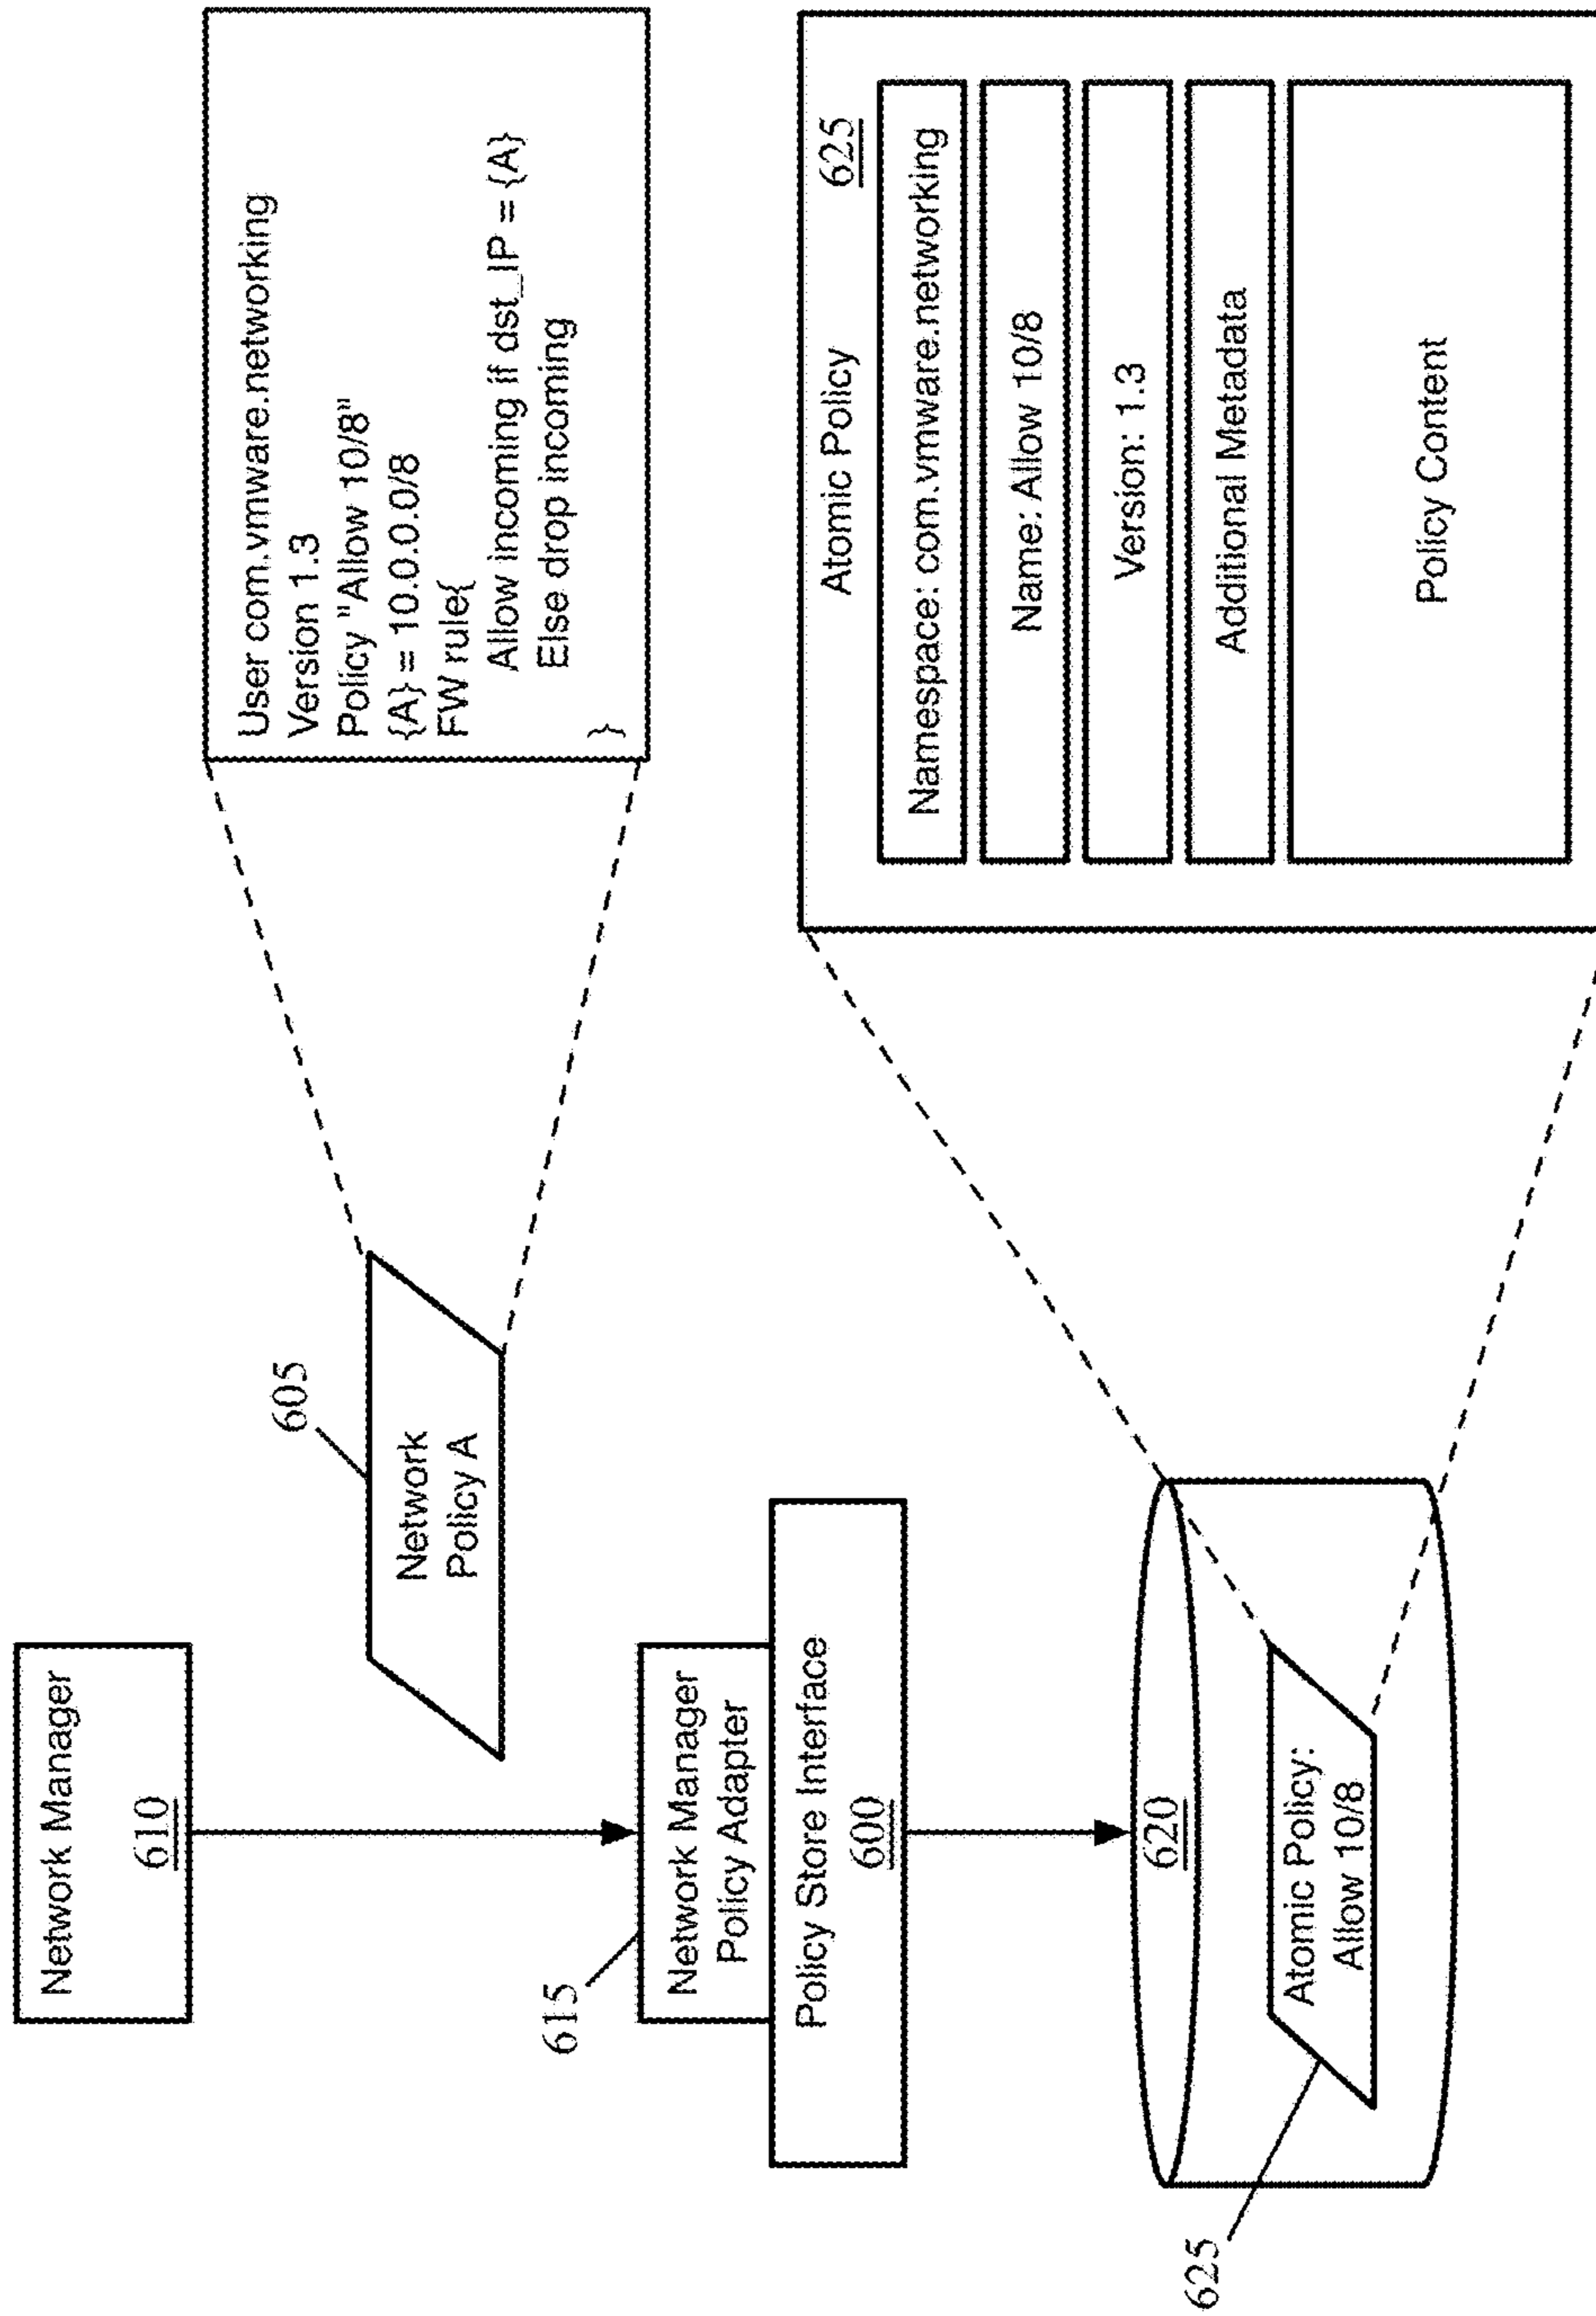 Network Manager
610
605
Network
Policy A
User com.vmware.networking
Version 1.3
Policy "Allow 10/8"
{A} = 10.0.0.0/8
FW rule{
Allow incoming if dst_IP = {A}
Else drop incoming
}
615
Network Manager
Policy Adapter
Policy Store Interface
600
620
Atomic Policy:
Allow 10/8
625
Atomic Policy
625
Namespace: com.vmware.networking
Name: Allow 10/8
Version: 1.3
Additional Metadata
Policy Content